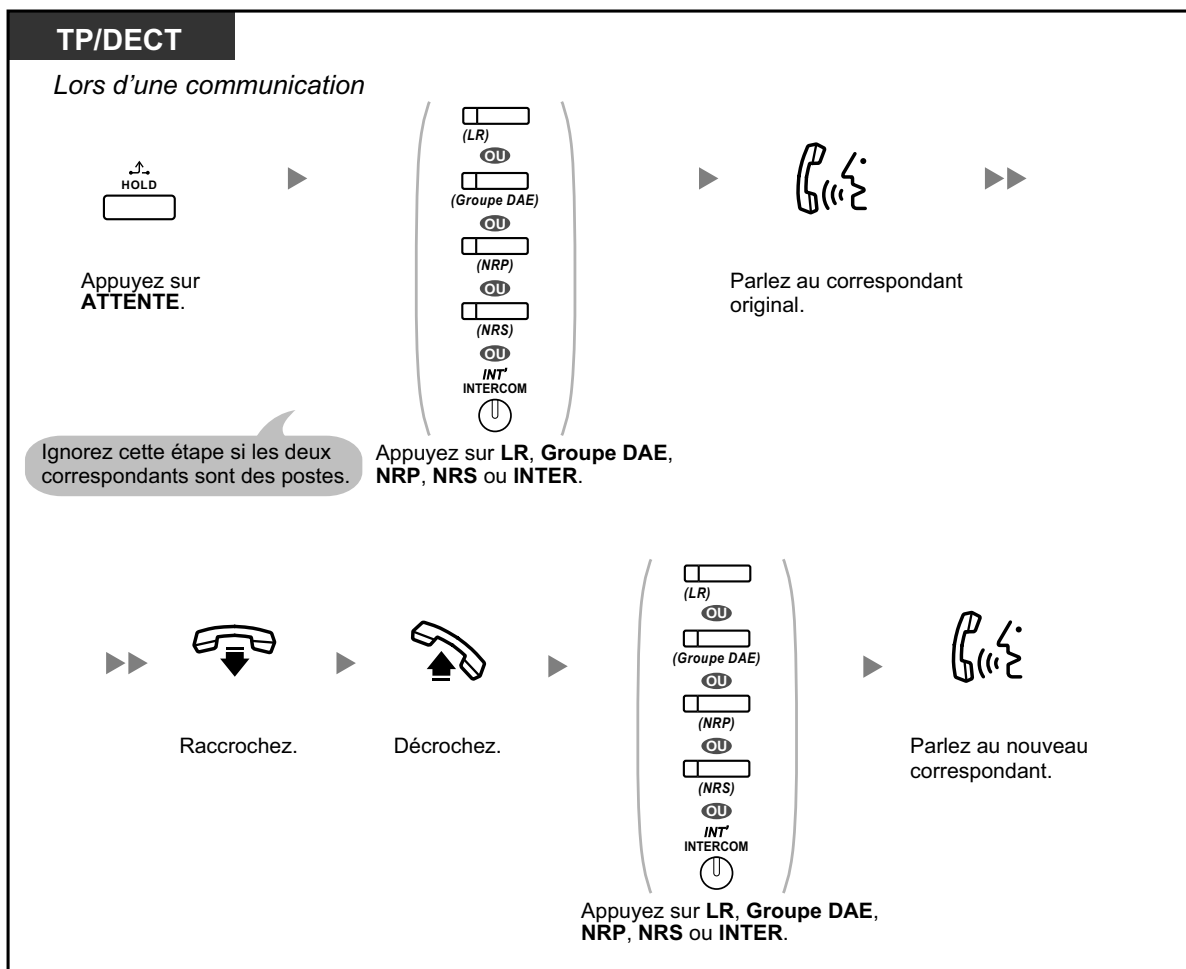 TP/DECT
Lors d'une communication
HOLD
Appuyez sur
ATTENTE.
(LR)
OU
(Groupe DAE)
OU
(NRP)
OU
(NRS)
OU
INT'
INTERCOM
Ignorez cette étape si les deux
correspondants sont des postes.
Appuyez sur LR, Groupe DAE,
NRP, NRS ou INTER.
Parlez au correspondant
original.
Raccrochez.
Décrochez.
(LR)
OU
(Groupe DAE)
OU
(NRP)
OU
(NRS)
OU
INT'
INTERCOM
Appuyez sur LR, Groupe DAE,
NRP, NRS ou INTER.
Parlez au nouveau
correspondant.